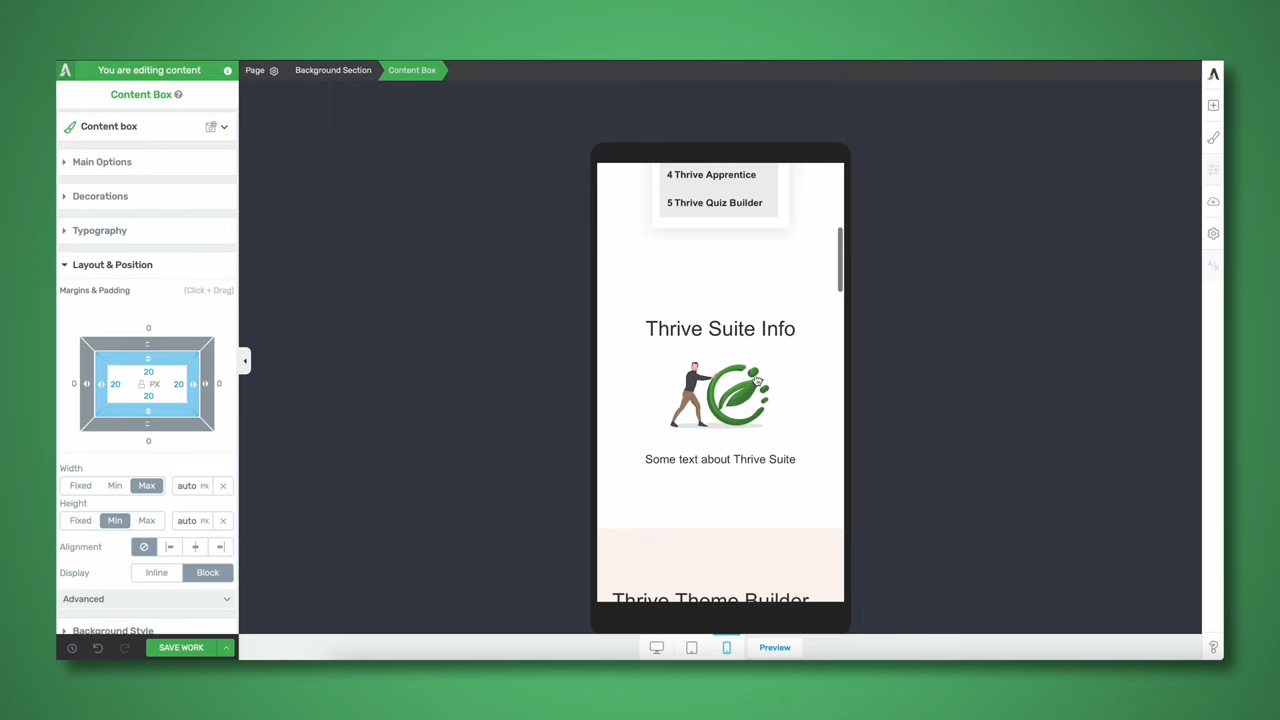 You are editing content
Page
Background Section
Content Box
Content Box
Content box
Main Options
Decorations
Typography
Layout & Position
Margins & Padding
(Click + Drag)
0
20
0
20
PX
20
0
20
0
Width
Fixed
Min
Max
auto PX
Height
Fixed
Min
Max
auto PX
Alignment
Display
Inline
Block
Advanced
Background Style
SAVE WORK
4 Thrive Apprentice
5 Thrive Quiz Builder
Thrive Suite Info
Some text about Thrive Suite
Thrive Theme Builder
Preview